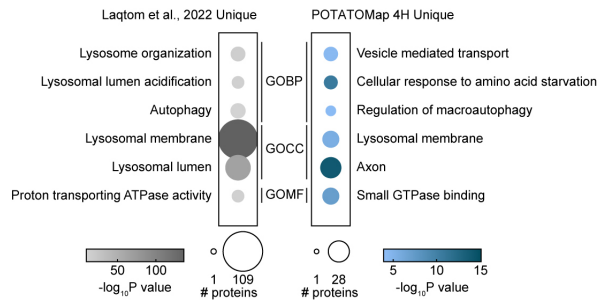 Laqtom et al., 2022 Unique
POTATOMap 4H Unique
Lysosome organization
Lysosomal lumen acidification
Autophagy
Lysosomal membrane
Lysosomal lumen
Proton transporting ATPase activity
GOBP
GOCC
GOMF
Vesicle mediated transport
Cellular response to amino acid starvation
Regulation of macroautophagy
Lysosomal membrane
Axon
Small GTPase binding
50 100
-log10P value
1 109
# proteins
1 28
# proteins
5 10 15
-log10P value